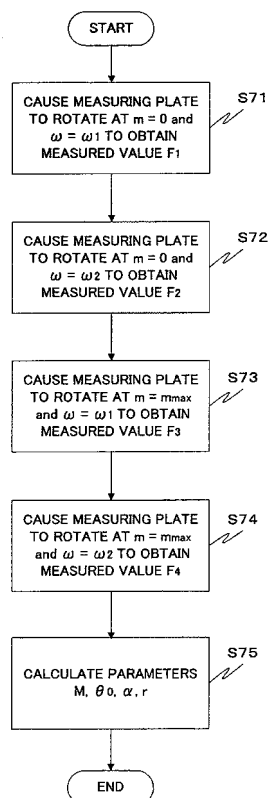 START
CAUSE MEASURING PLATE
TO ROTATE AT m = 0 and
ω = ω1 TO OBTAIN
MEASURED VALUE F1
S71
CAUSE MEASURING PLATE
TO ROTATE AT m = 0 and
ω = ω2 TO OBTAIN
MEASURED VALUE F2
S72
CAUSE MEASURING PLATE
TO ROTATE AT m = mmax
and ω = ω1 TO OBTAIN
MEASURED VALUE F3
S73
CAUSE MEASURING PLATE
TO ROTATE AT m = mmax
and ω = ω2 TO OBTAIN
MEASURED VALUE F4
S74
CALCULATE PARAMETERS
M, θ0, α, r
S75
END